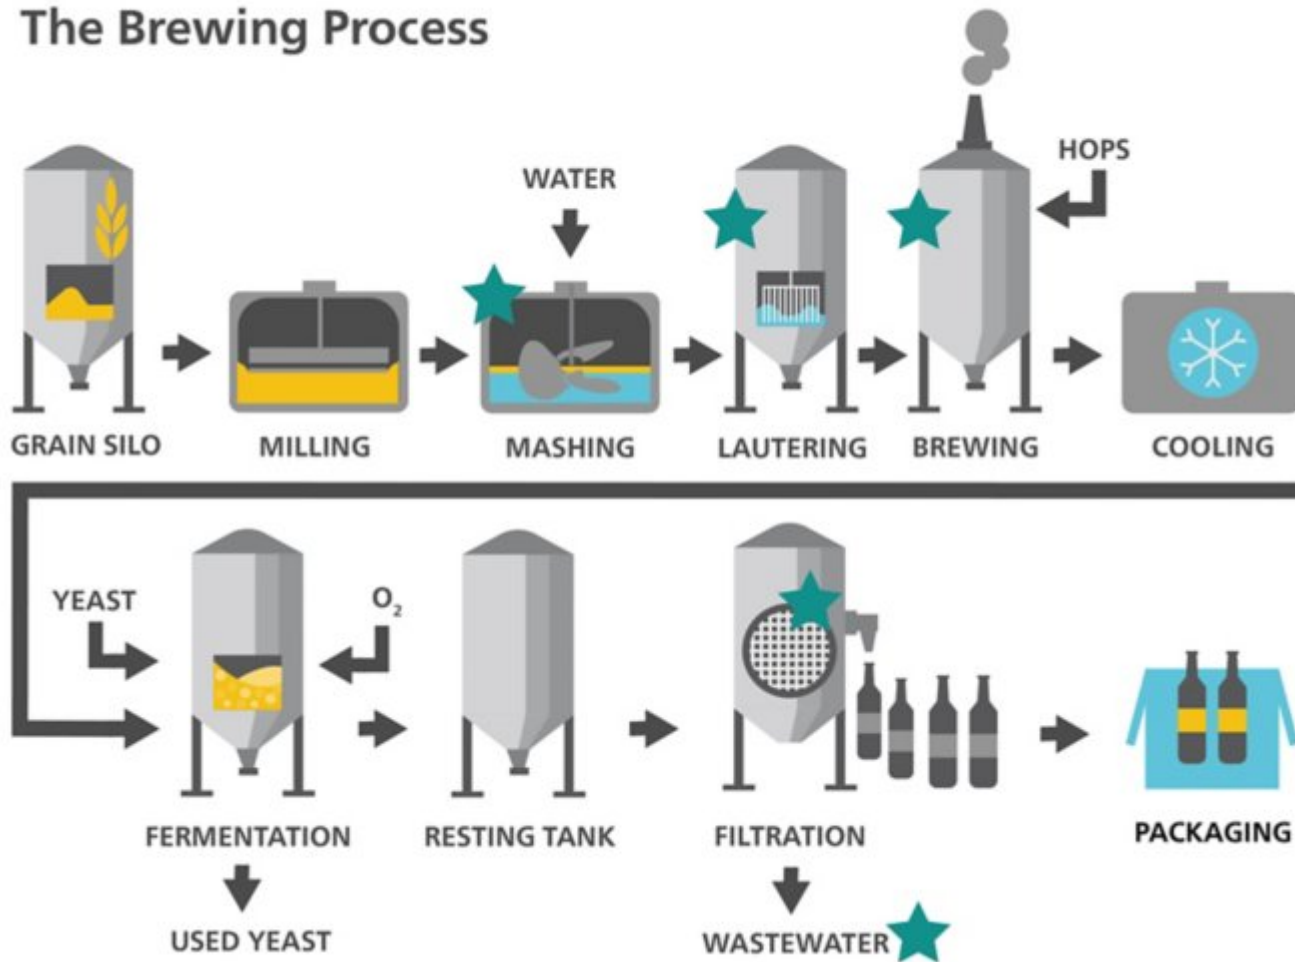 The Brewing Process
WATER
HOPS
GRAIN SILO
MILLING
MASHING
LAUTERING
BREWING
COOLING
YEAST
O₂
FERMENTATION
RESTING TANK
FILTRATION
PACKAGING
USED YEAST
WASTEWATER